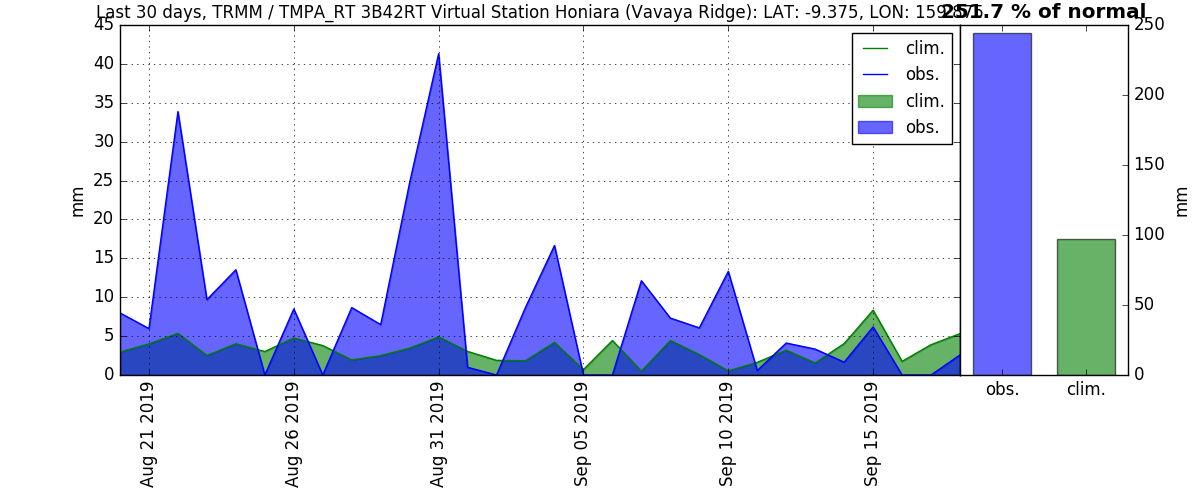 Last 30 days, TRMM / TMPA_RT 3B42RT Virtual Station Honiara (Vavaya Ridge): LAT: -9.375, LON: 159.875
251.7 % of normal
45
40
35
30
25
20
15
10
5
0
mm
clim.
obs.
clim.
obs.
Aug 21 2019
Aug 26 2019
Aug 31 2019
Sep 05 2019
Sep 10 2019
Sep 15 2019
250
200
150
100
50
0
mm
obs.
clim.